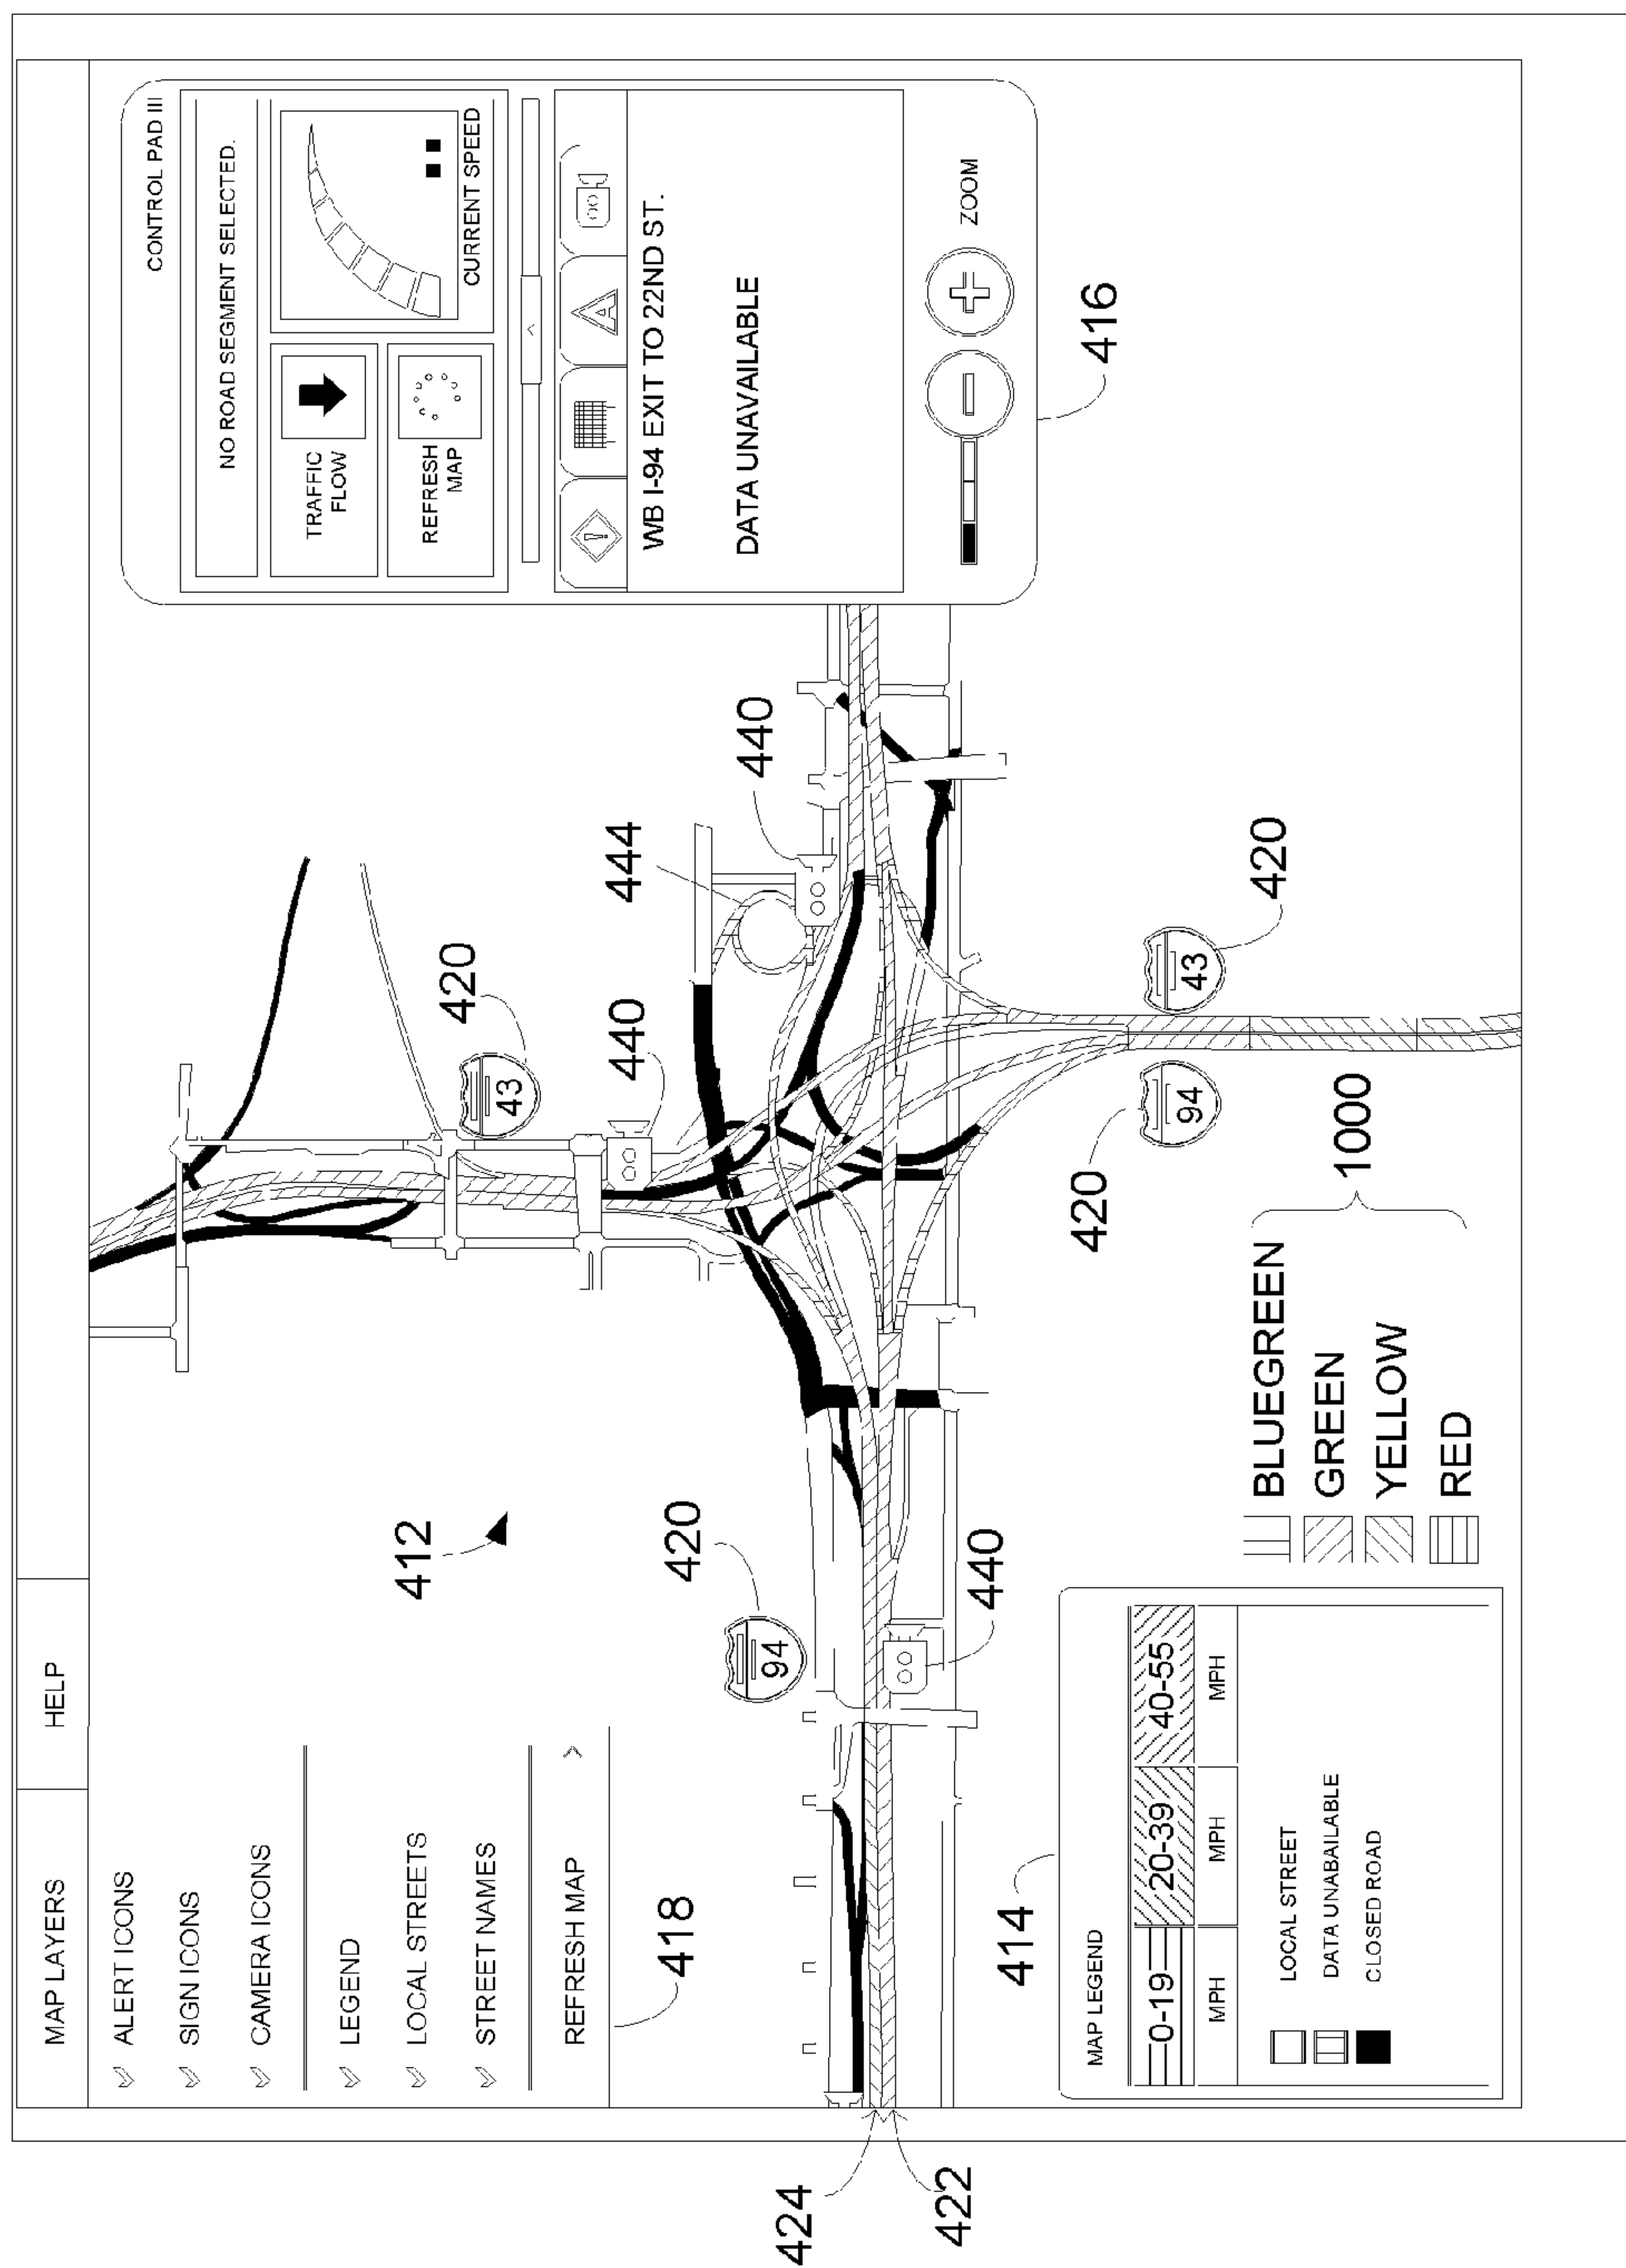 MAP LAYERS
HELP
ALERT ICONS
SIGN ICONS
CAMERA ICONS
LEGEND
LOCAL STREETS
STREET NAMES
REFRESH MAP >
418
412
CONTROL PAD III
NO ROAD SEGMENT SELECTED.
TRAFFIC
FLOW
REFRESH
MAP
CURRENT SPEED
WB I-94 EXIT TO 22ND ST.
DATA UNAVAILABLE
ZOOM
416
43
420
440
444
440
94
420
440
424
422
43
420
94
420
MAP LEGEND
414
0-19
20-39
40-55
MPH
MPH
MPH
LOCAL STREET
DATA UNABAILABLE
CLOSED ROAD
BLUEGREEN
GREEN
YELLOW
RED
1000